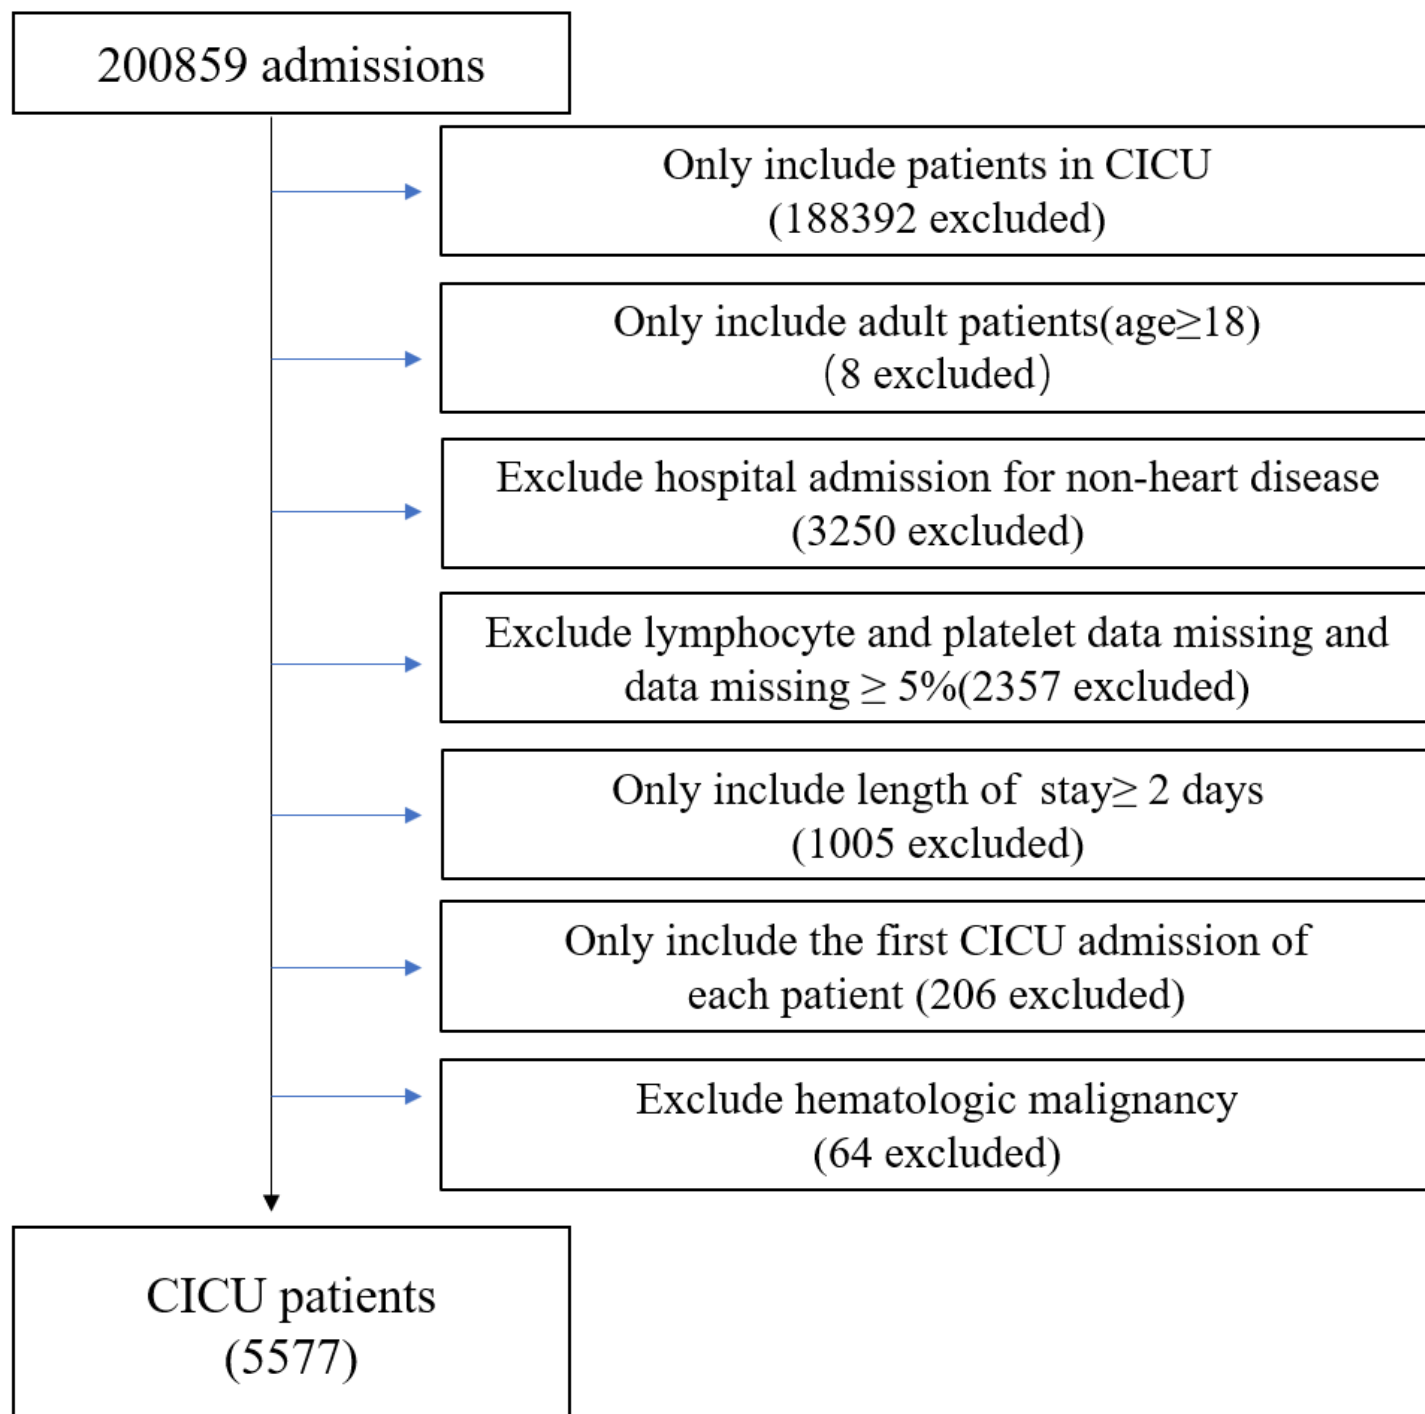 200859 admissions
Only include patients in CICU
(188392 excluded)
Only include adult patients(age≥18)
（8 excluded）
Exclude hospital admission for non-heart disease
(3250 excluded)
Exclude lymphocyte and platelet data missing and
data missing ≥ 5%(2357 excluded)
Only include length of  stay≥ 2 days
(1005 excluded)
Only include the first CICU admission of
each patient (206 excluded)
Exclude hematologic malignancy
(64 excluded)
CICU patients
(5577)